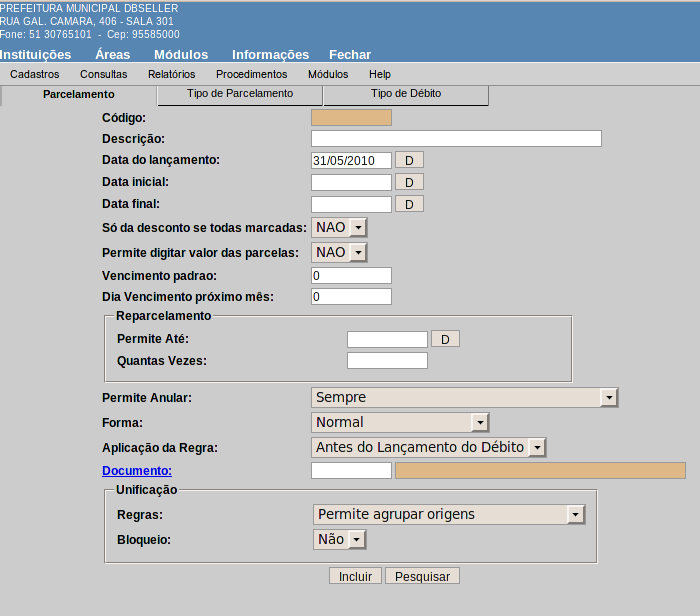 PREFEITURA MUNICIPAL DBSELLER
RUA GAL. CAMARA, 406 - SALA 301
Fone: 51 30765101 - Cep: 95585000
Instituições Áreas Módulos Informações Fechar
Cadastros Consultas Relatórios Procedimentos Módulos Help
Parcelamento Tipo de Parcelamento Tipo de Débito
Código:
Descrição:
Data do lançamento: 31/05/2010 D
Data inicial: D
Data final: D
Só da desconto se todas marcadas: NAO
Permite digitar valor das parcelas: NAO
Vencimento padrao: 0
Dia Vencimento próximo mês: 0
Reparcelamento
Permite Até: D
Quantas Vezes:
Permite Anular: Sempre
Forma: Normal
Aplicação da Regra: Antes do Lançamento do Débito
Documento:
Unificação
Regras: Permite agrupar origens
Bloqueio: Não
Incluir Pesquisar